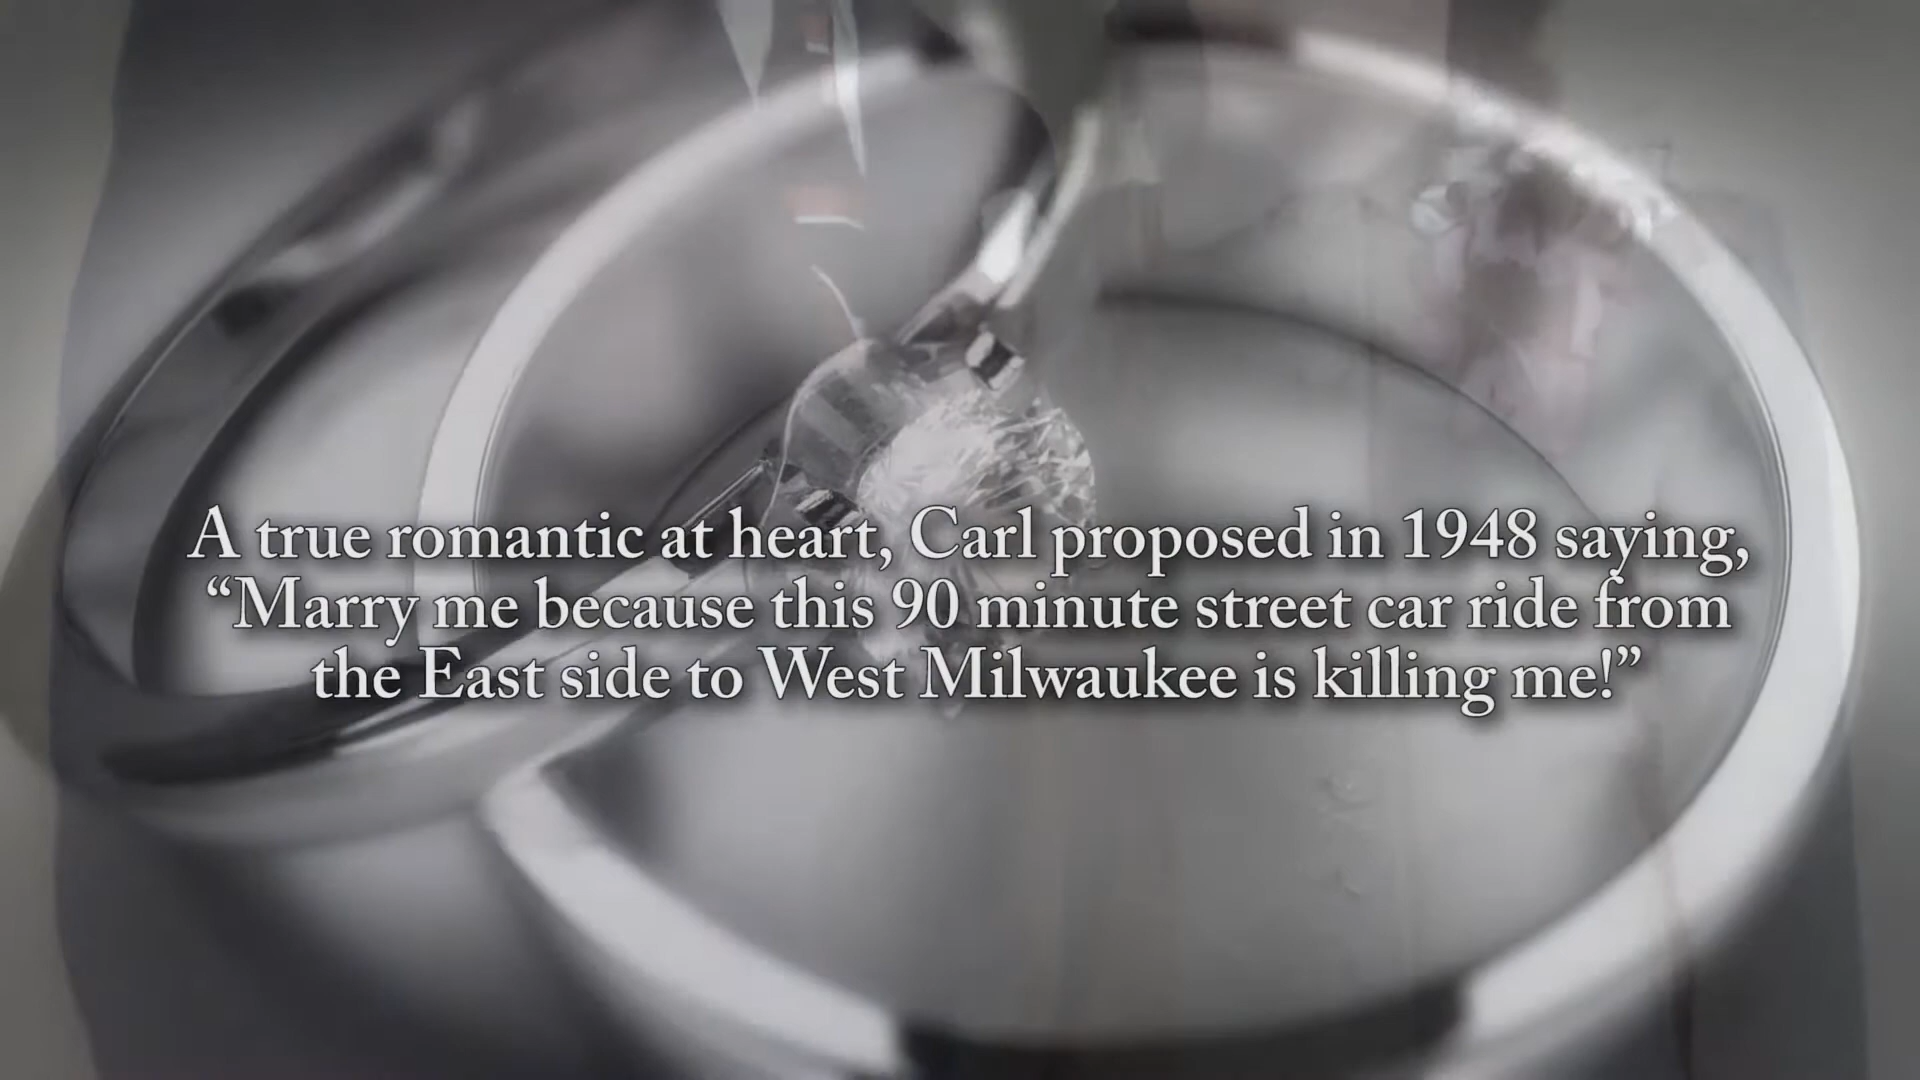 A true romantic at heart, Carl proposed in 1948 saying,
“Marry me because this 90 minute street car ride from
the East side to West Milwaukee is killing me!”